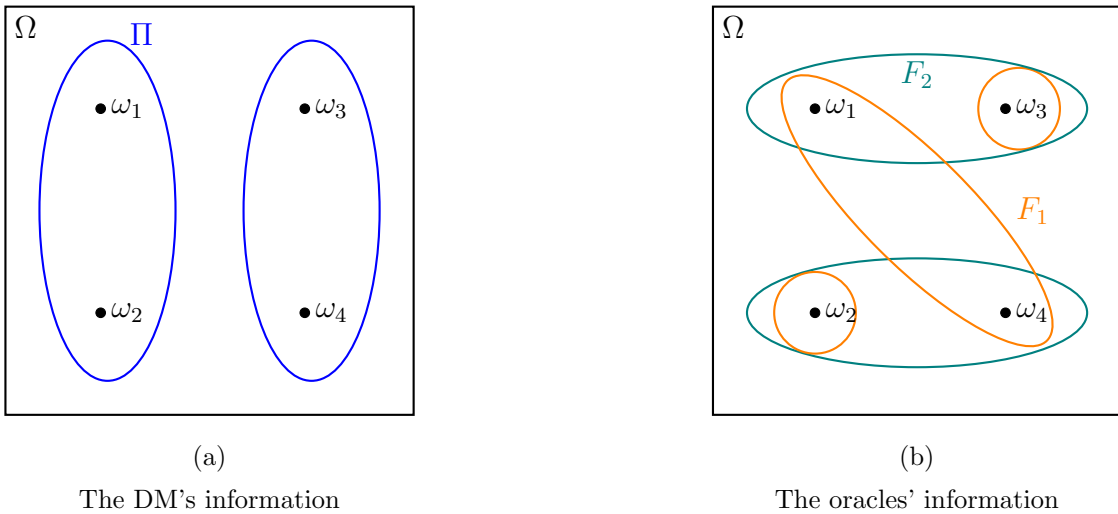 Ω
Π
ω₁
ω₃
ω₂
ω₄
(a)
The DM's information
Ω
F₂
ω₁
ω₃
F₁
ω₂
ω₄
(b)
The oracles' information